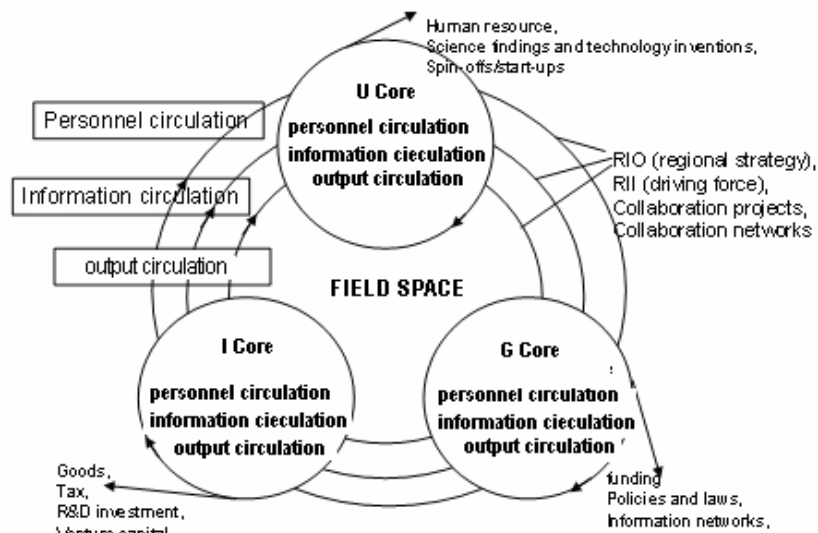 Human resource,
Science findings and technology inventions,
Spin-offs/start-ups
U Core
personnel circulation
information cieculation
output circulation
Personnel circulation
Information circulation
output circulation
RIO (regional strategy),
RII (driving force),
Collaboration projects,
Collaboration networks
FIELD SPACE
I Core
personnel circulation
information cieculation
output circulation
G Core
personnel circulation
information cieculation
output circulation
Goods,
Tax,
R&D investment,
Venture capital
funding
Policies and laws,
Information networks,